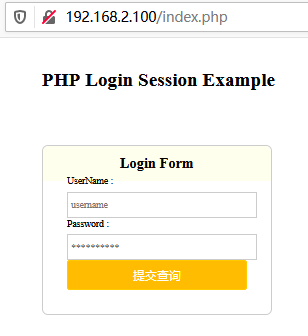 192.168.2.100/index.php
PHP Login Session Example
Login Form
UserName :
username
Password :
**********
提交查询